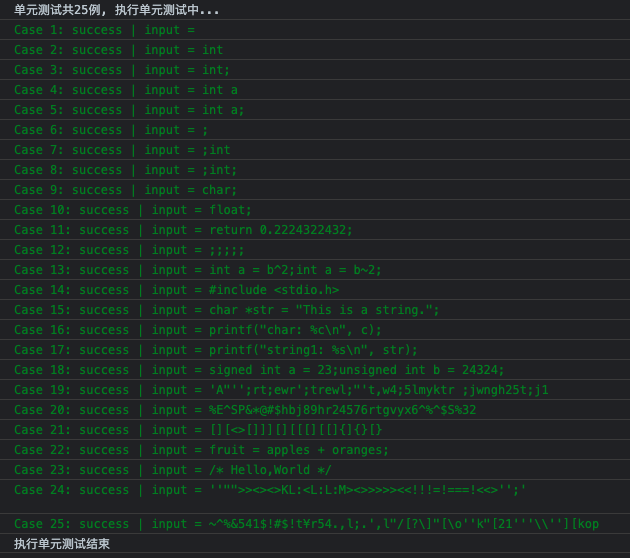 单元测试共25例, 执行单元测试中...
Case 1: success | input =
Case 2: success | input = int
Case 3: success | input = int;
Case 4: success | input = int a
Case 5: success | input = int a;
Case 6: success | input = ;
Case 7: success | input = ;int
Case 8: success | input = ;int;
Case 9: success | input = char;
Case 10: success | input = float;
Case 11: success | input = return 0.2224322432;
Case 12: success | input = ;;;;;
Case 13: success | input = int a = b^2;int a = b~2;
Case 14: success | input = #include <stdio.h>
Case 15: success | input = char *str = "This is a string.";
Case 16: success | input = printf("char: %c\n", c);
Case 17: success | input = printf("string1: %s\n", str);
Case 18: success | input = signed int a = 23;unsigned int b = 24324;
Case 19: success | input = 'A"'';rt;ewr';trewl;"'t,w4;5lmyktr ;jwngh25t;j1
Case 20: success | input = %E^SP&*@#$hbj89hr24576rtgvyx6^%^$S%32
Case 21: success | input = [][<>[]]][][[[][[]{]{}[}
Case 22: success | input = fruit = apples + oranges;
Case 23: success | input = /* Hello,World */
Case 24: success | input = ''"">><><>KL:<L:L:M><>>>>><<!!!=!===!<<>'';'
Case 25: success | input = ~^%&541$!#$!t¥r54.,l;.',l"/[?\]"[\o''k"[21'''\\''][kop
执行单元测试结束